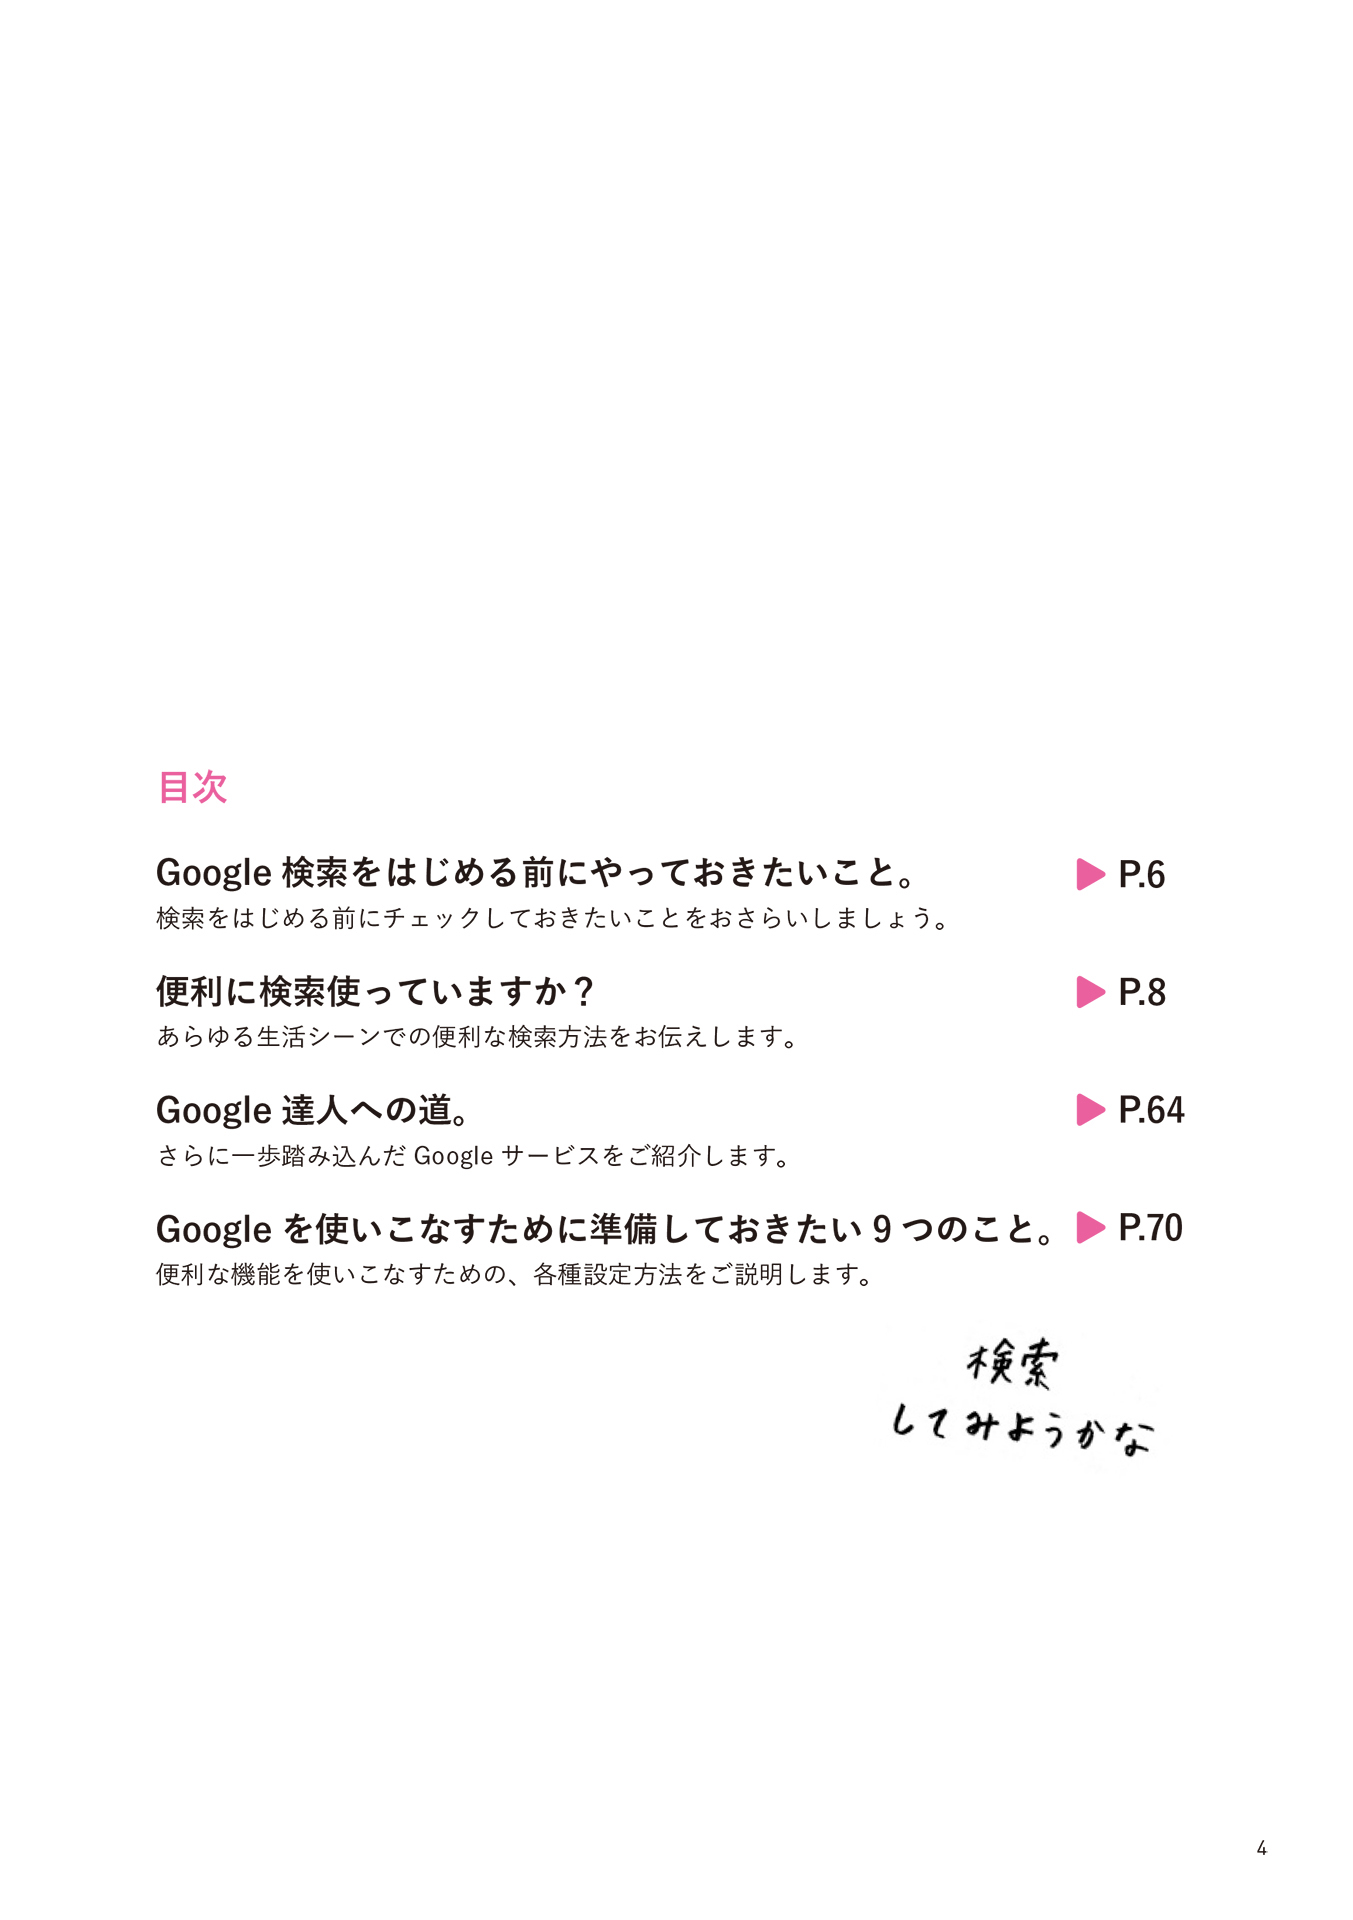 目次
Google 検索をはじめる前にやっておきたいこと。 ▶ P.6
検索をはじめる前にチェックしておきたいことをおさらいしましょう。
便利に検索使っていますか？ ▶ P.8
あらゆる生活シーンでの便利な検索方法をお伝えします。
Google 達人への道。 ▶ P.64
さらに一歩踏み込んだ Google サービスをご紹介します。
Google を使いこなすために準備しておきたい 9 つのこと。 ▶ P.70
便利な機能を使いこなすための、各種設定方法をご説明します。
検索
してみようかな
4